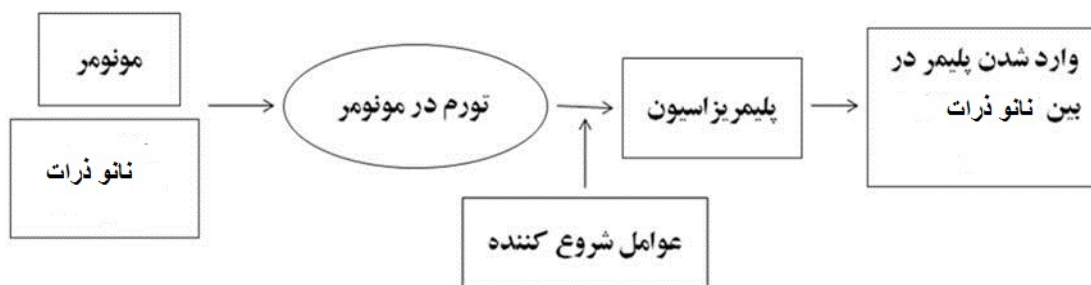 مونومر
نانو ذرات
تورم در مونومر
عوامل شروع کننده
پلیمریزاسیون
وارد شدن پلیمر در
بین نانو ذرات